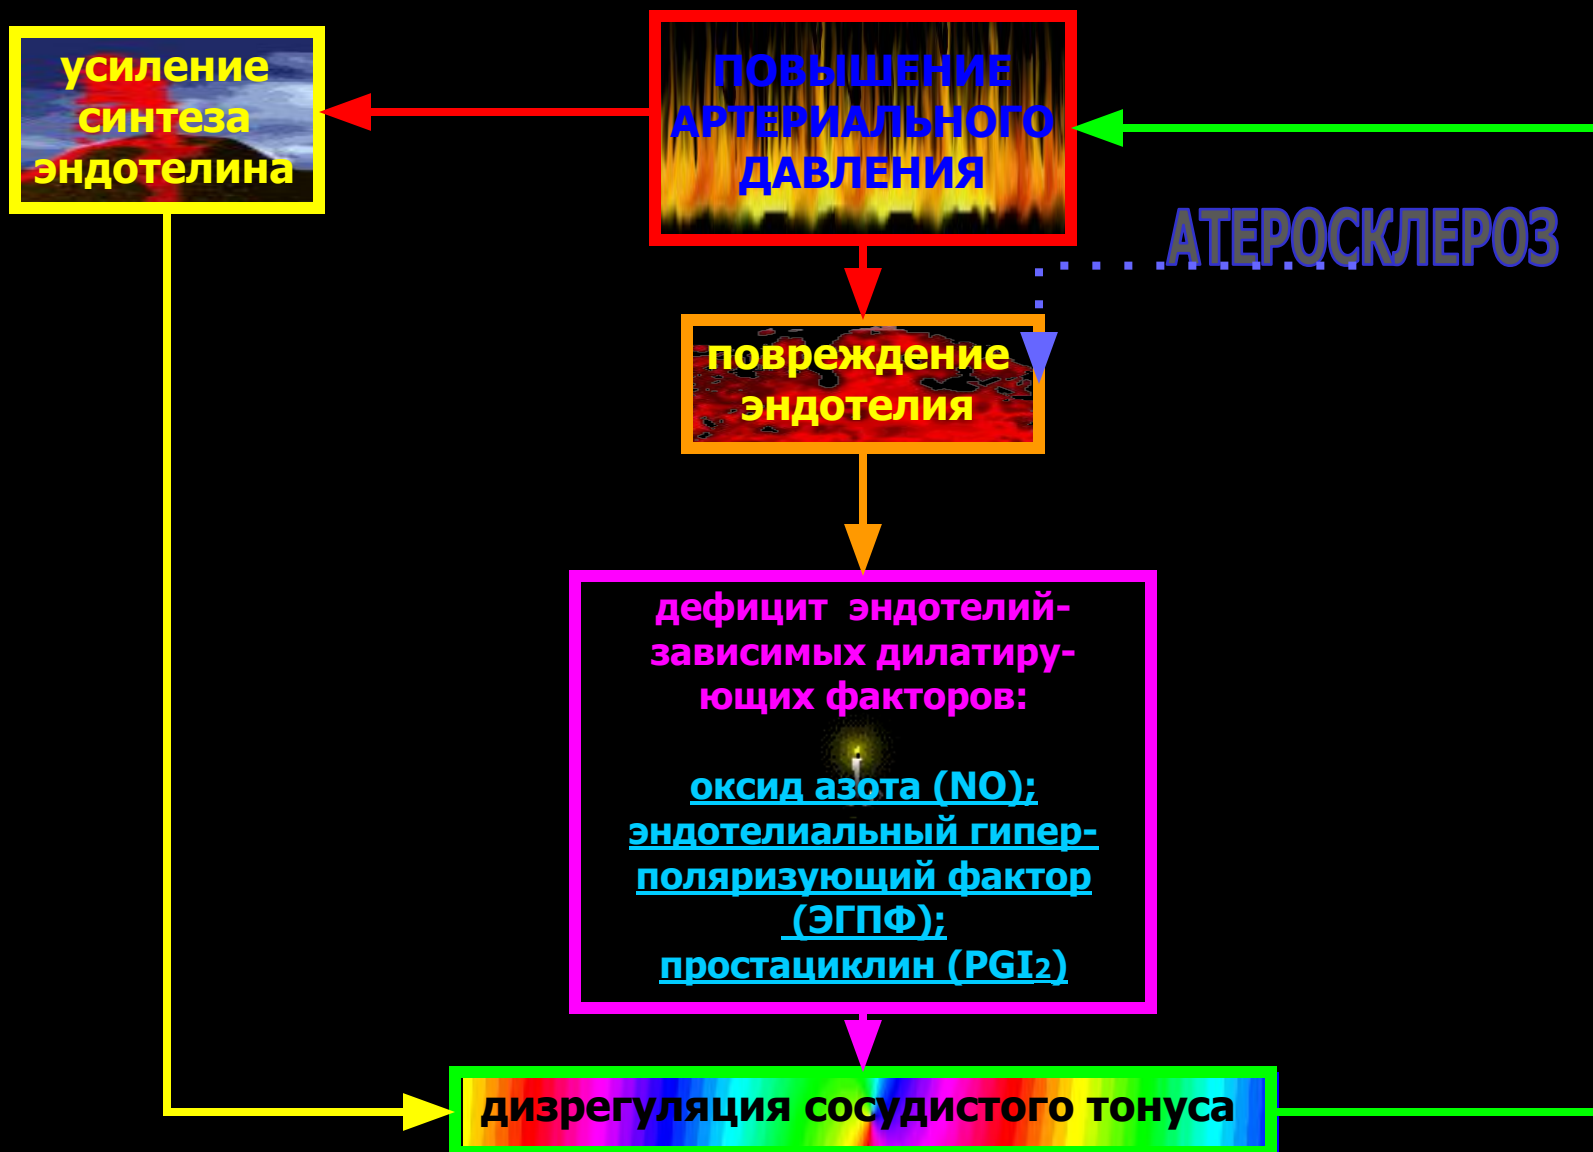 усиление
синтеза
эндотелина
ПОВЫШЕНИЕ
АРТЕРИАЛЬНОГО
ДАВЛЕНИЯ
АТЕРОСКЛЕРОЗ
повреждение
эндотелия
дефицит эндотелий-
зависимых дилатиру-
ющих факторов:
оксид азота (NO);
эндотелиальный гипер-
поляризующий фактор
(ЭГПФ);
простациклин (PGI2)
дизрегуляция сосудистого тонуса